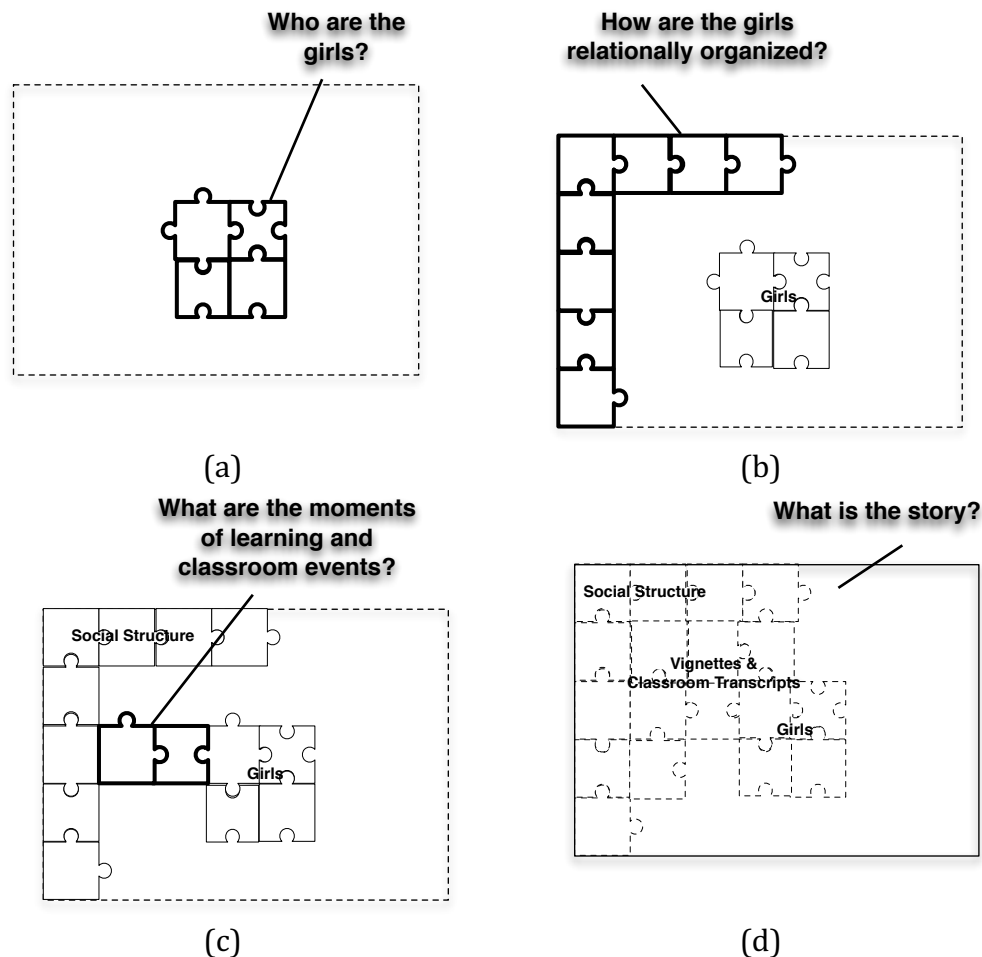 Who are the
girls?
How are the girls
relationally organized?
Girls
(a)
(b)
What are the moments
of learning and
classroom events?
Social Structure
Girls
What is the story?
Social Structure
Vignettes &
Classroom Transcripts
Girls
(c)
(d)